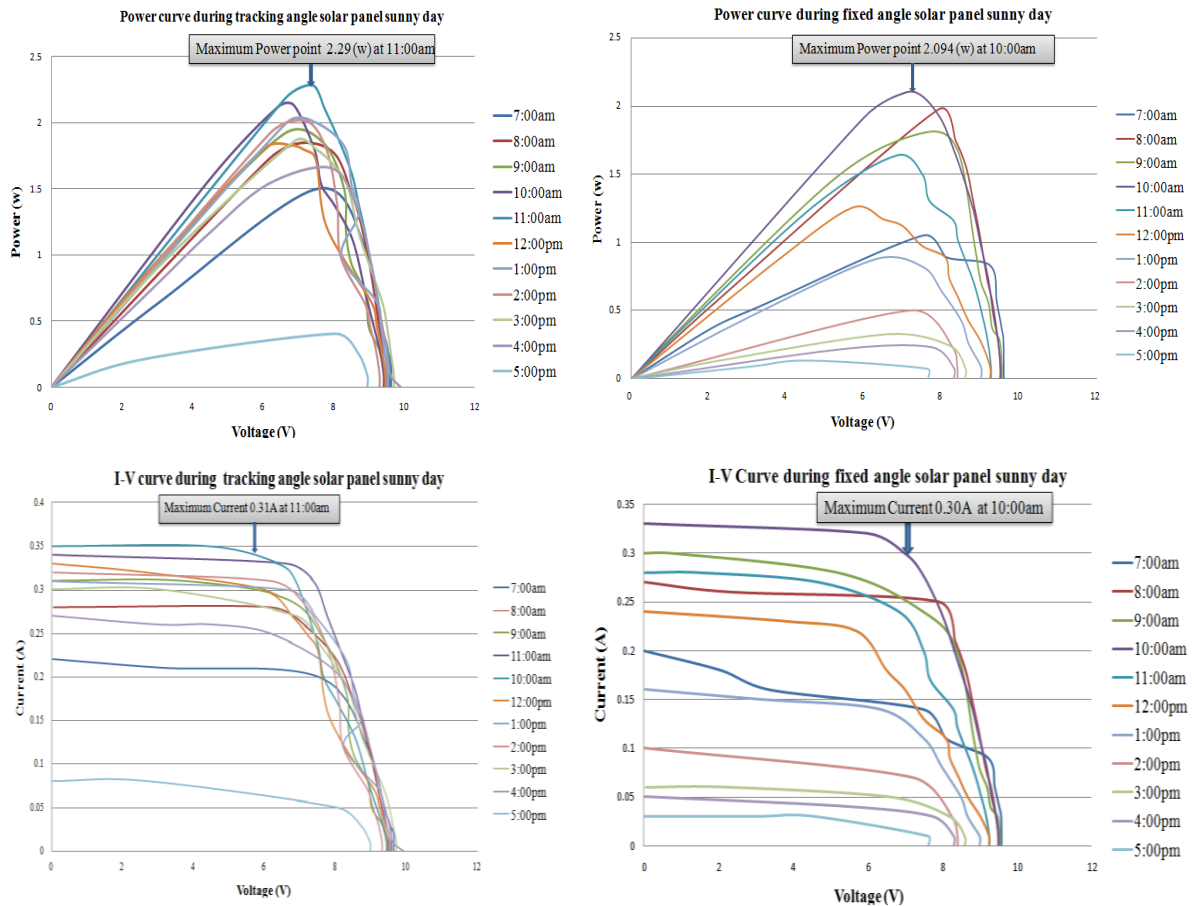 Power curve during tracking angle solar panel sunny day
Maximum Power point 2.29 (w) at 11:00am
2.5
2
1.5
1
0.5
0
Power (w)
0 2 4 6 8 10 12
Voltage (V)
7:00am
8:00am
9:00am
10:00am
11:00am
12:00pm
1:00pm
2:00pm
3:00pm
4:00pm
5:00pm
Power curve during fixed angle solar panel sunny day
Maximum Power point 2.094 (w) at 10:00am
2.5
2
1.5
1
0.5
0
Power (w)
0 2 4 6 8 10 12
Voltage (V)
7:00am
8:00am
9:00am
10:00am
11:00am
12:00pm
1:00pm
2:00pm
3:00pm
4:00pm
5:00pm
I-V curve during tracking angle solar panel sunny day
Maximum Current 0.31A at 11:00am
0.4
0.35
0.3
0.25
0.2
0.15
0.1
0.05
0
Current (A)
0 2 4 6 8 10 12
Voltage (V)
7:00am
8:00am
9:00am
11:00am
10:00am
12:00pm
1:00pm
2:00pm
3:00pm
4:00pm
5:00pm
I-V Curve during fixed angle solar panel sunny day
Maximum Current 0.30A at 10:00am
0.35
0.3
0.25
0.2
0.15
0.1
0.05
0
Current (A)
0 2 4 6 8 10 12
Voltage (V)
7:00am
8:00am
9:00am
10:00am
11:00am
12:00pm
1:00pm
2:00pm
3:00pm
4:00pm
5:00pm